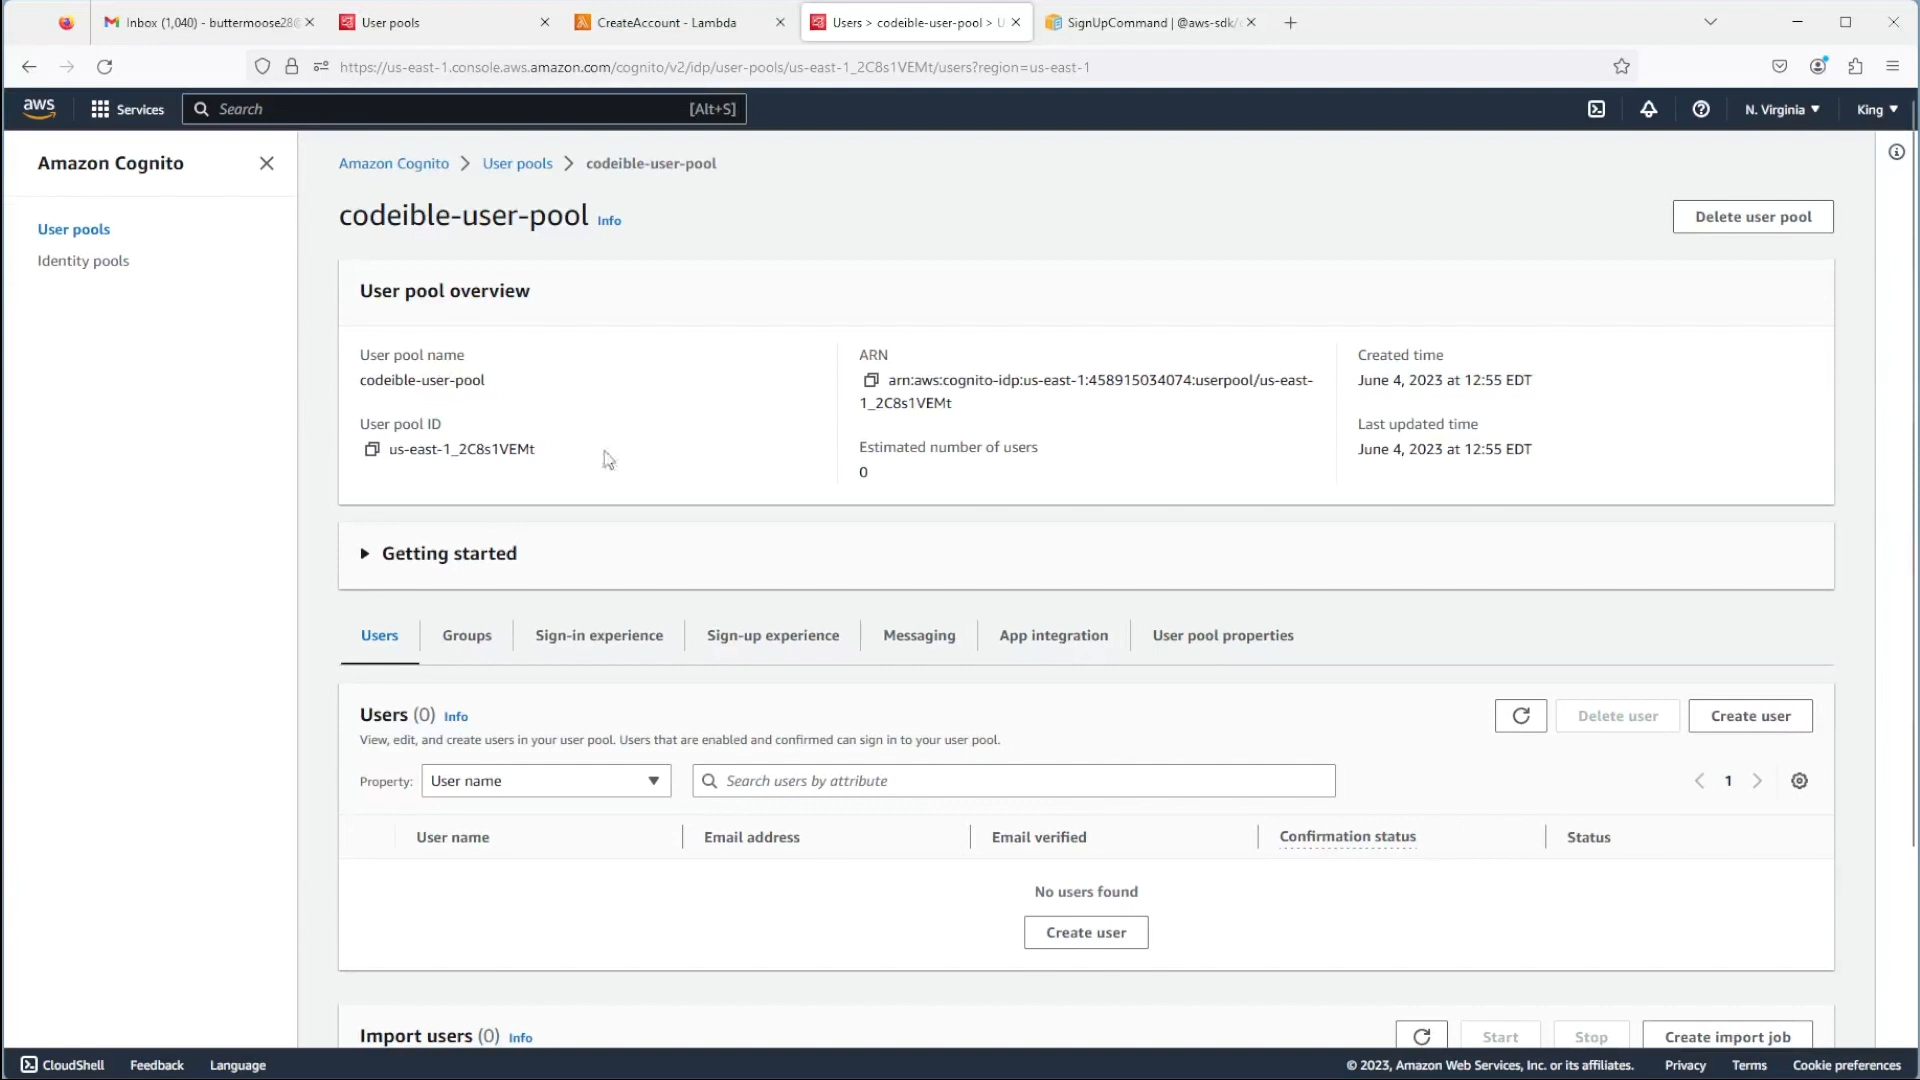 Inbox (1,040) - buttermoose28@
User pools
CreateAccount - Lambda
Users > codeible-user-pool > U
SignUpCommand | @aws-sdk/
https://us-east-1.console.aws.amazon.com/cognito/v2/idp/user-pools/us-east-1_2C8s1VEMt/users?region=us-east-1
aws
Services
Search
[Alt+S]
N. Virginia
King
Amazon Cognito
User pools
Identity pools
Amazon Cognito
User pools
codeible-user-pool
codeible-user-pool Info
Delete user pool
User pool overview
User pool name
codeible-user-pool
User pool ID
us-east-1_2C8s1VEMt
ARN
arn:aws:cognito-idp:us-east-1:458915034074:userpool/us-east-
1_2C8s1VEMt
Estimated number of users
0
Created time
June 4, 2023 at 12:55 EDT
Last updated time
June 4, 2023 at 12:55 EDT
Getting started
Users
Groups
Sign-in experience
Sign-up experience
Messaging
App integration
User pool properties
Users (0) Info
View, edit, and create users in your user pool. Users that are enabled and confirmed can sign in to your user pool.
Delete user
Create user
Property:
User name
Search users by attribute
1
User name
Email address
Email verified
Confirmation status
Status
No users found
Create user
Import users (0) Info
Start
Stop
Create import job
CloudShell
Feedback
Language
© 2023, Amazon Web Services, Inc. or its affiliates.
Privacy
Terms
Cookie preferences